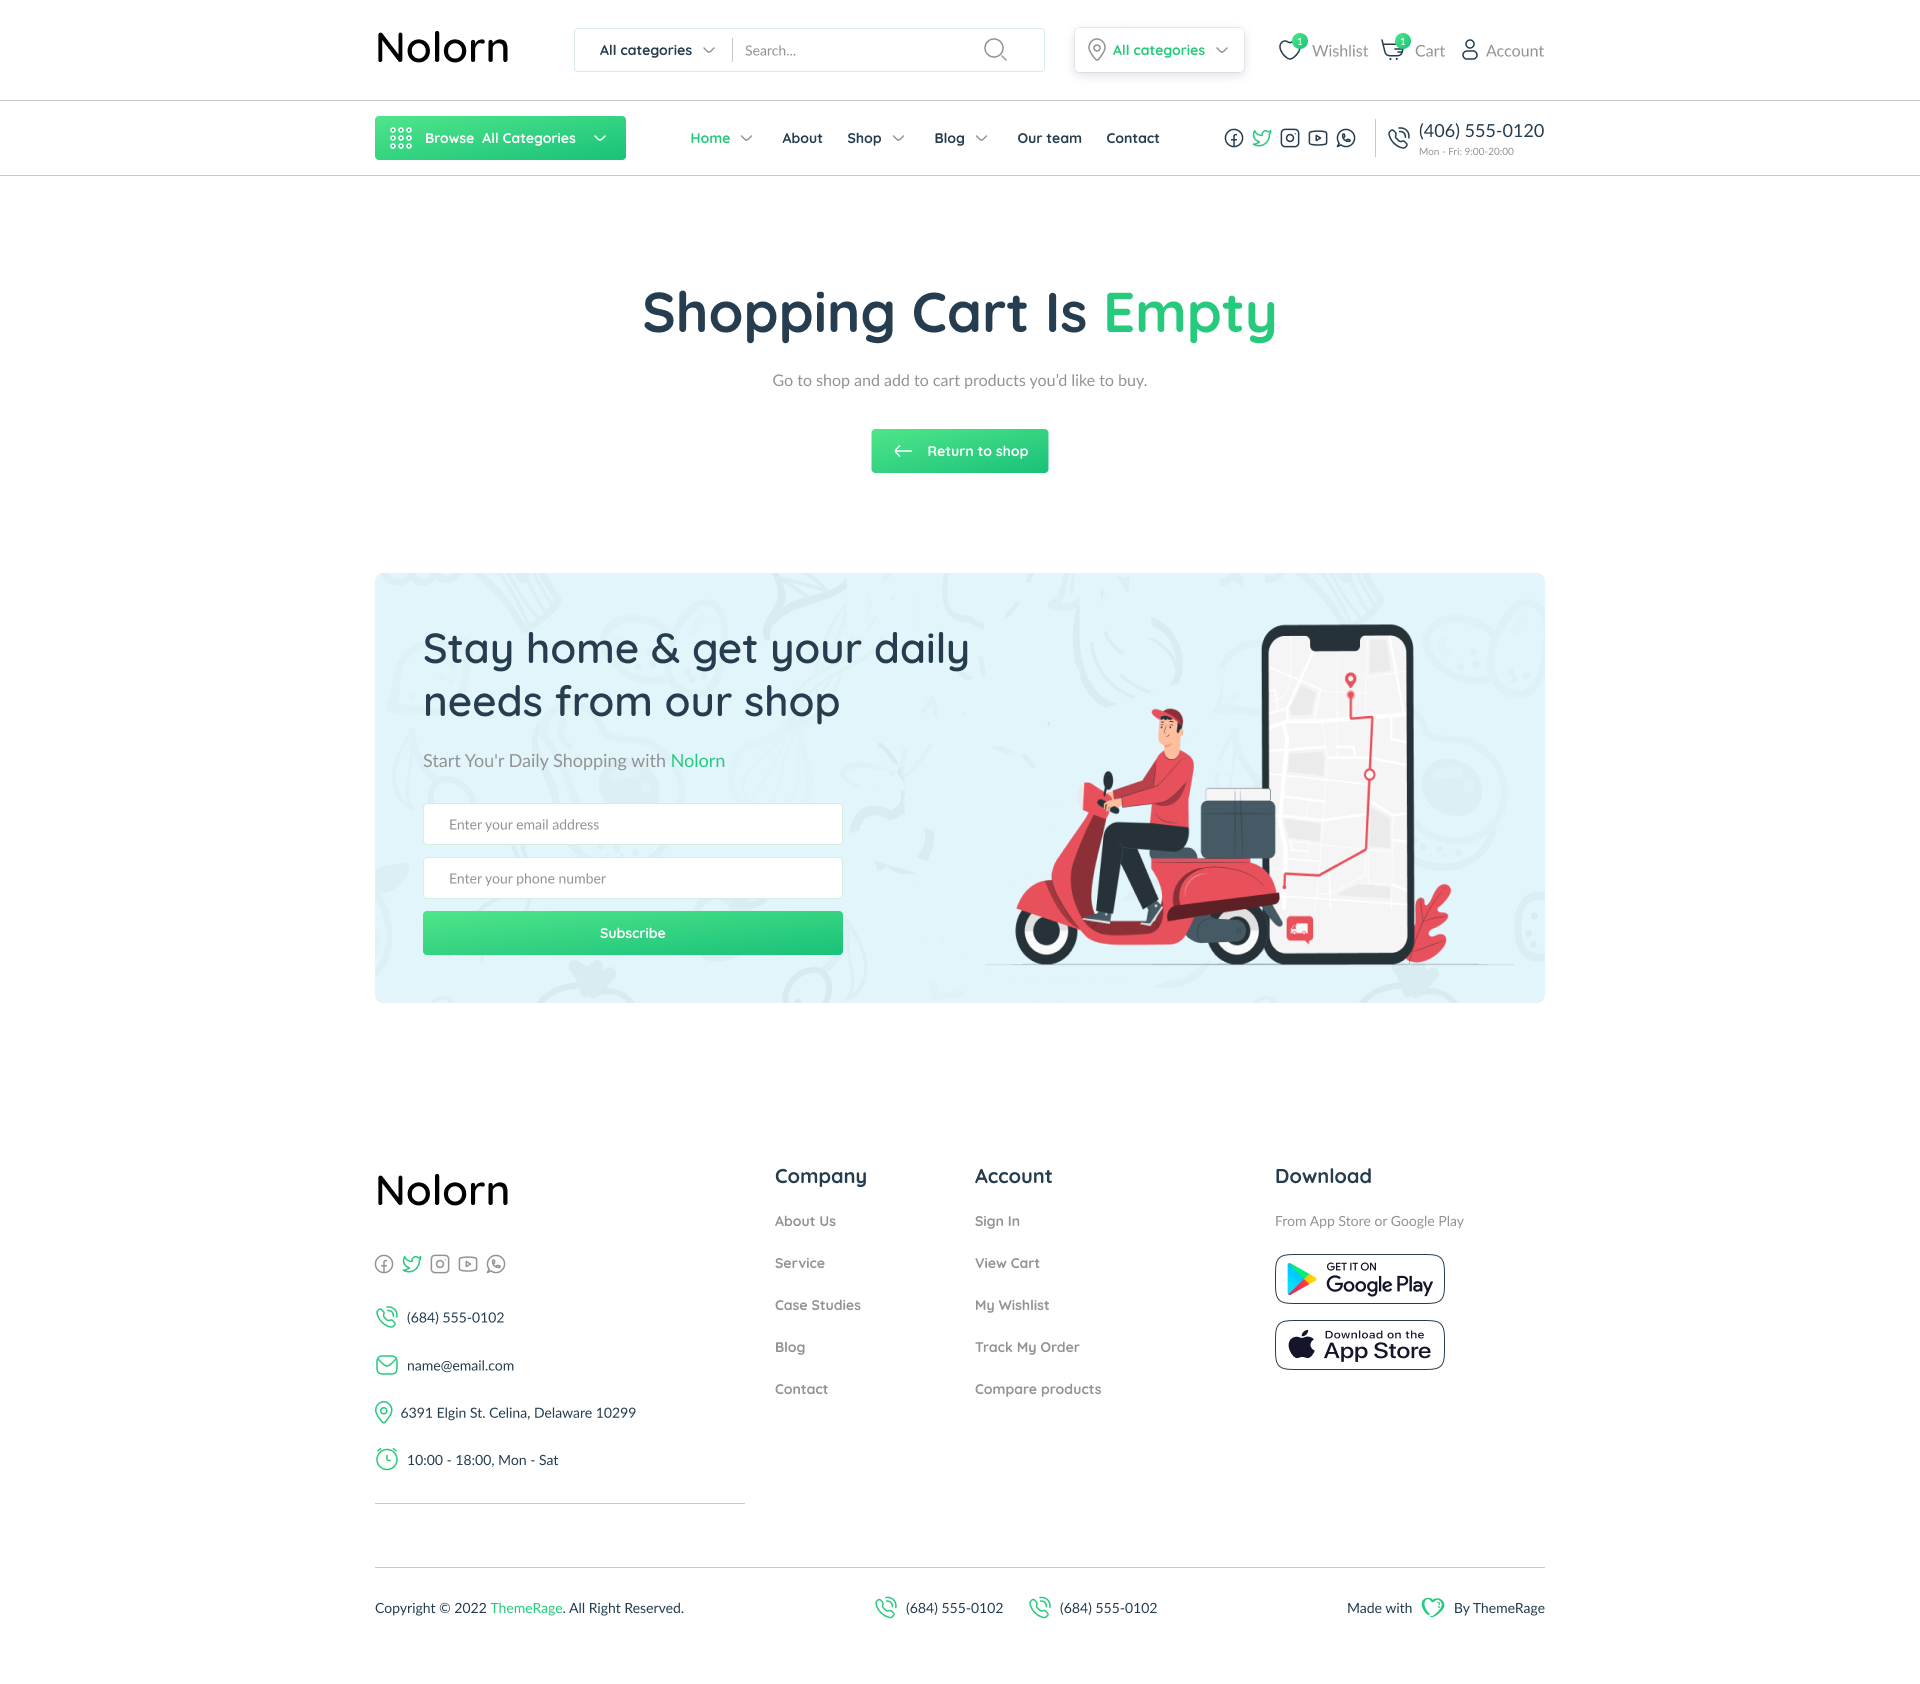 Nolorn
All categories
Search...
All categories
1
Wishlist
1
Cart
Account
Browse All Categories
Home
About
Shop
Blog
Our team
Contact
(406) 555-0120
Mon - Fri: 9:00-20:00
Shopping Cart Is Empty
Go to shop and add to cart products you'd like to buy.
Return to shop
Stay home & get your daily
needs from our shop
Start You'r Daily Shopping with Nolorn
Enter your email address
Enter your phone number
Subscribe
Nolorn
(684) 555-0102
name@email.com
6391 Elgin St. Celina, Delaware 10299
10:00 - 18:00, Mon - Sat
Company
About Us
Service
Case Studies
Blog
Contact
Account
Sign In
View Cart
My Wishlist
Track My Order
Compare products
Download
From App Store or Google Play
GET IT ON
Google Play
Download on the
App Store
Copyright © 2022 ThemeRage. All Right Reserved.
(684) 555-0102
(684) 555-0102
Made with
By ThemeRage